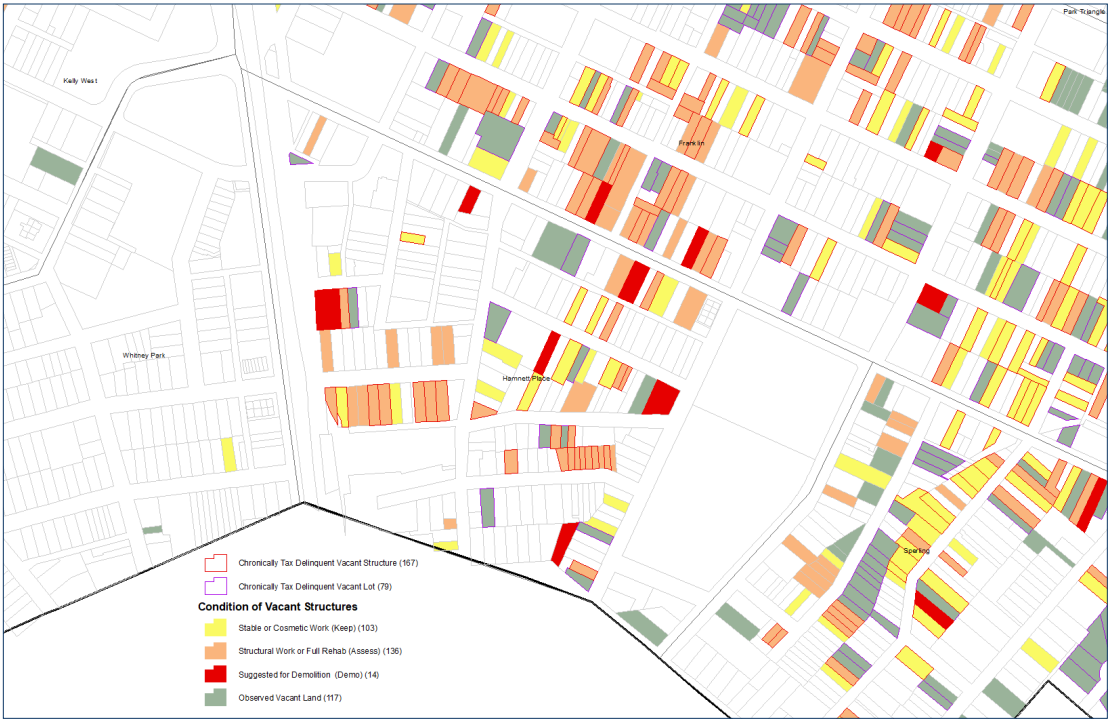 Park Triangle
Kelly West
Franklin
Whitney Park
Hamnett Place
Sperling
Chronically Tax Delinquent Vacant Structure (167)
Chronically Tax Delinquent Vacant Lot (79)
Condition of Vacant Structures
Stable or Cosmetic Work (Keep) (103)
Structural Work or Full Rehab (Assess) (136)
Suggested for Demolition (Demo) (14)
Observed Vacant Land (117)